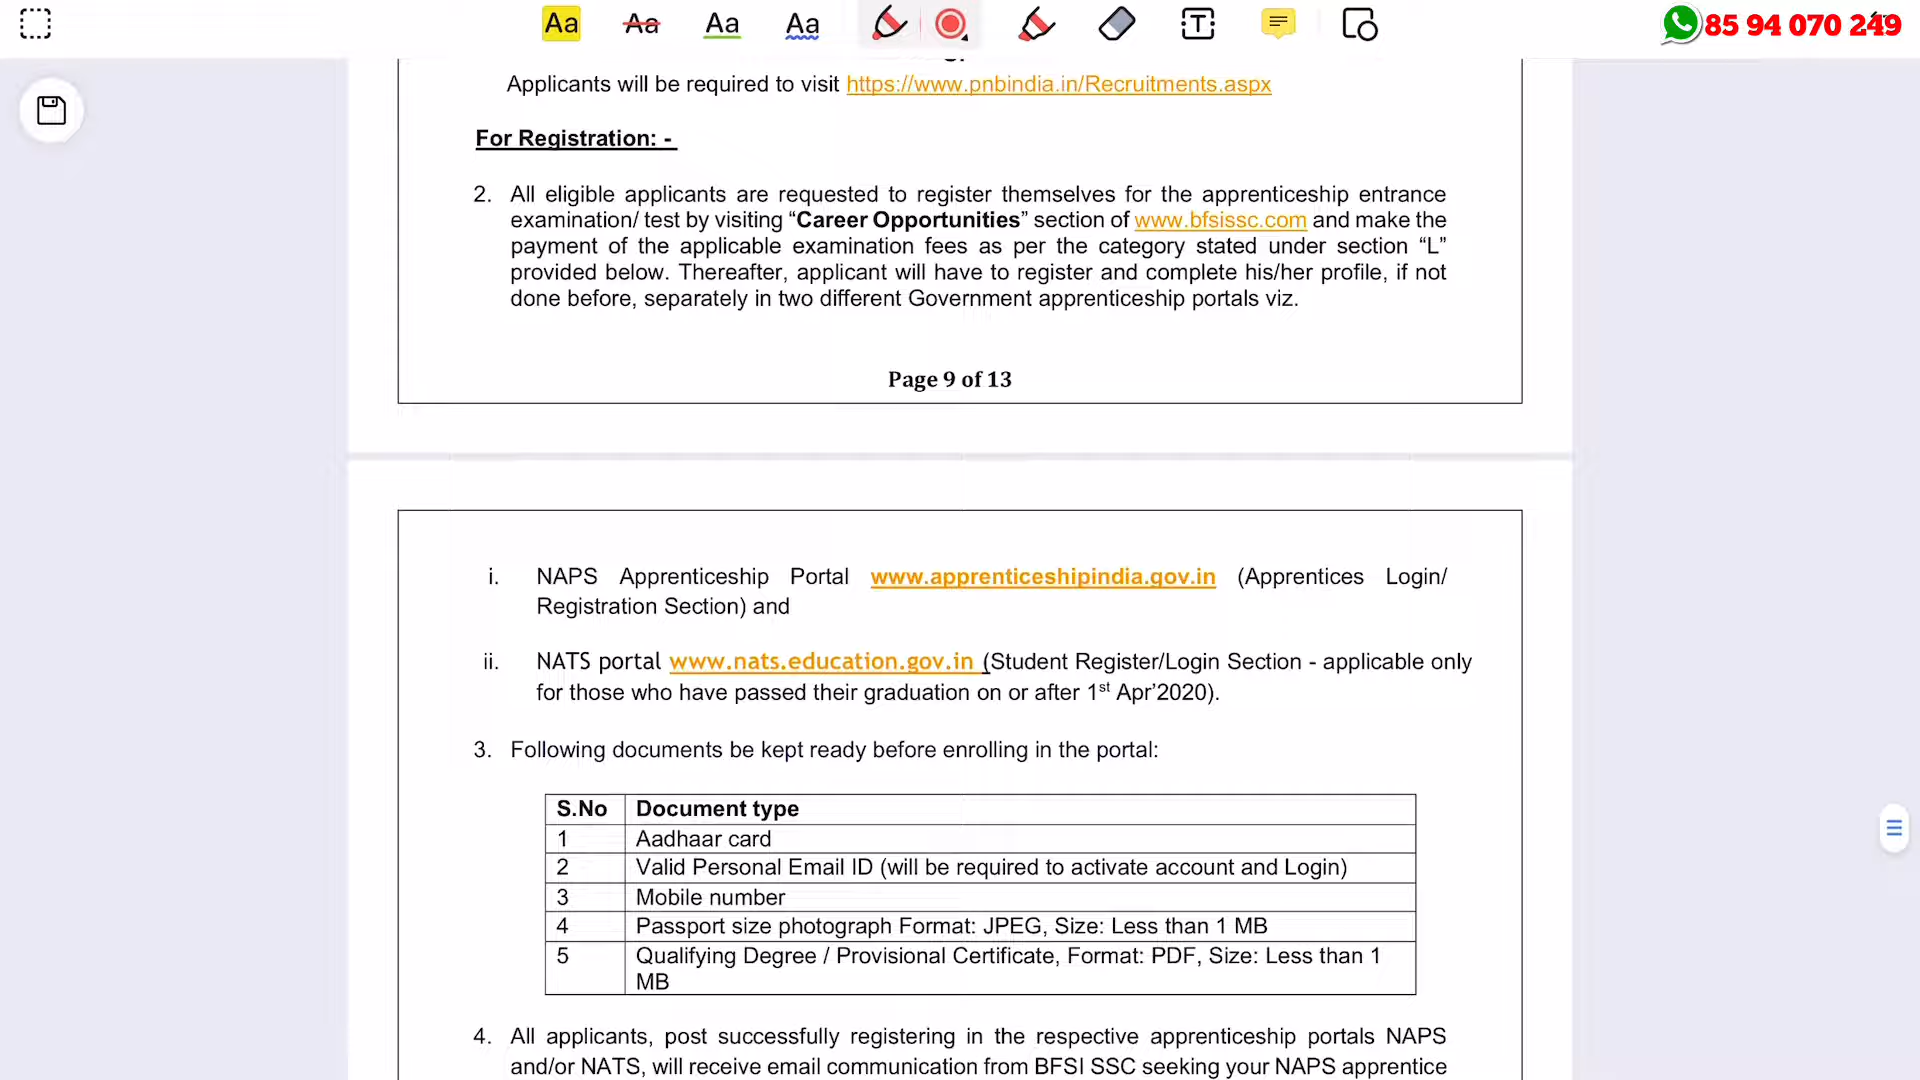 Aa Aa Aa Aa
85 94 070 249
Applicants will be required to visit https://www.pnbindia.in/Recruitments.aspx
For Registration: -
2. All eligible applicants are requested to register themselves for the apprenticeship entrance
examination/ test by visiting “Career Opportunities” section of www.bfsissc.com and make the
payment of the applicable examination fees as per the category stated under section “L”
provided below. Thereafter, applicant will have to register and complete his/her profile, if not
done before, separately in two different Government apprenticeship portals viz.
Page 9 of 13
i. NAPS Apprenticeship Portal www.apprenticeshipindia.gov.in (Apprentices Login/
Registration Section) and
ii. NATS portal www.nats.education.gov.in (Student Register/Login Section - applicable only
for those who have passed their graduation on or after 1st Apr’2020).
3. Following documents be kept ready before enrolling in the portal:
S.No Document type
1 Aadhaar card
2 Valid Personal Email ID (will be required to activate account and Login)
3 Mobile number
4 Passport size photograph Format: JPEG, Size: Less than 1 MB
5 Qualifying Degree / Provisional Certificate, Format: PDF, Size: Less than 1
MB
4. All applicants, post successfully registering in the respective apprenticeship portals NAPS
and/or NATS, will receive email communication from BFSI SSC seeking your NAPS apprentice